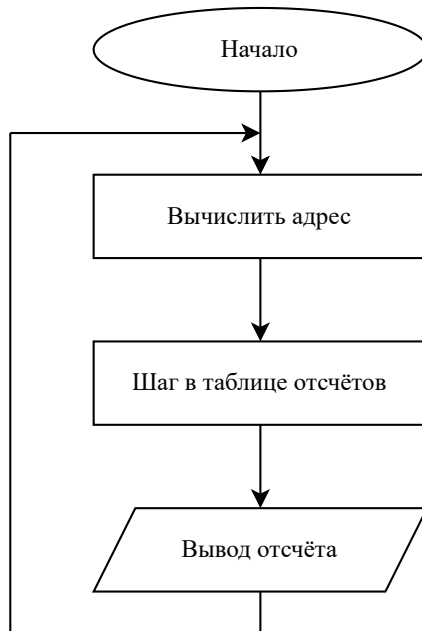 Начало
Вычислить адрес
Шаг в таблице отсчётов
Вывод отсчёта